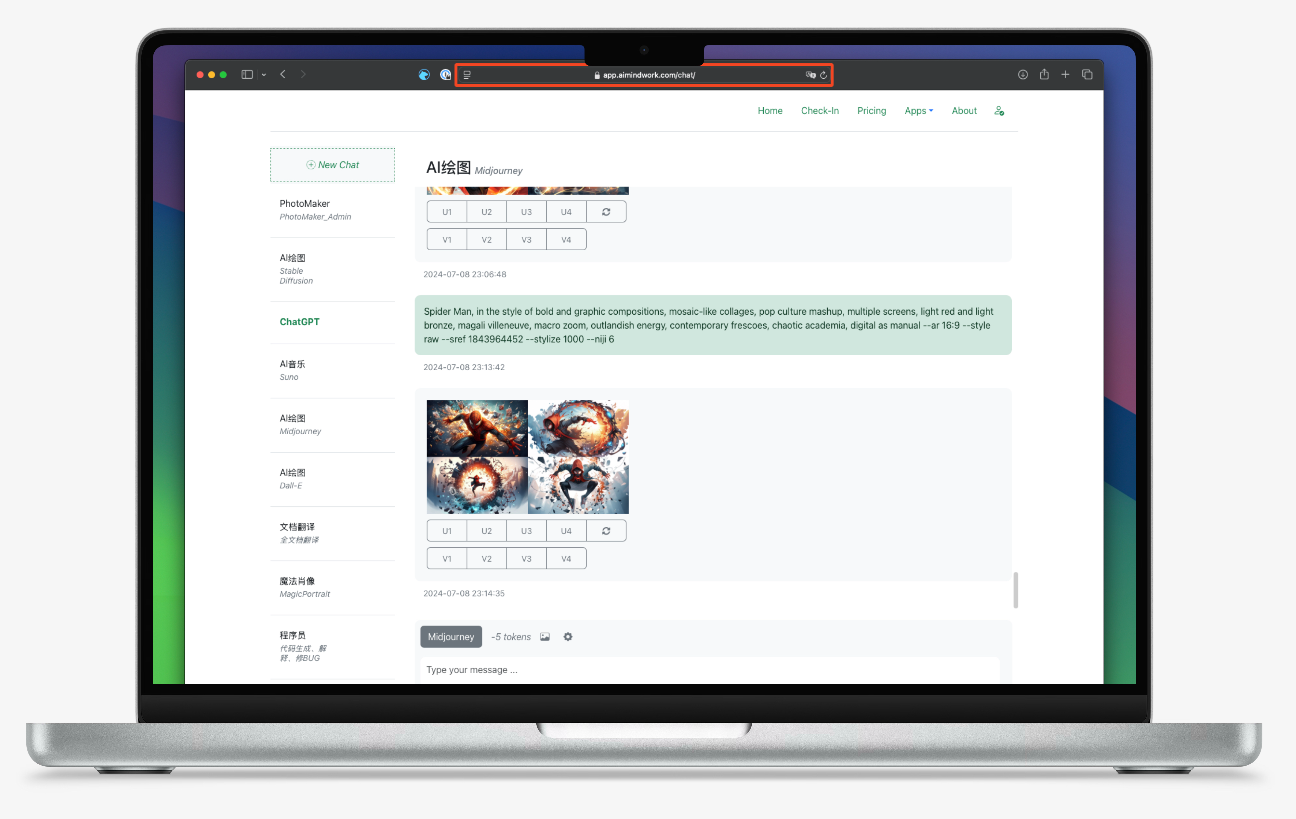 app.aimindwork.com/chat/
Home Check-In Pricing Apps About
New Chat
PhotoMaker
PhotoMaker_Admin
AI绘图
Stable
Diffusion
ChatGPT
AI音乐
Suno
AI绘图
Midjourney
AI绘图
Dall-E
文档翻译
全文档翻译
魔法肖像
MagicPortrait
程序员
代码生成、解
释、修BUG
AI绘图 Midjourney
U1 U2 U3 U4
V1 V2 V3 V4
2024-07-08 23:06:48
Spider Man, in the style of bold and graphic compositions, mosaic-like collages, pop culture mashup, multiple screens, light red and light
bronze, magali villeneuve, macro zoom, outlandish energy, contemporary frescoes, chaotic academia, digital as manual --ar 16:9 --style
raw --sref 1843964452 --stylize 1000 --niji 6
2024-07-08 23:13:42
U1 U2 U3 U4
V1 V2 V3 V4
2024-07-08 23:14:35
Midjourney -5 tokens
Type your message ...